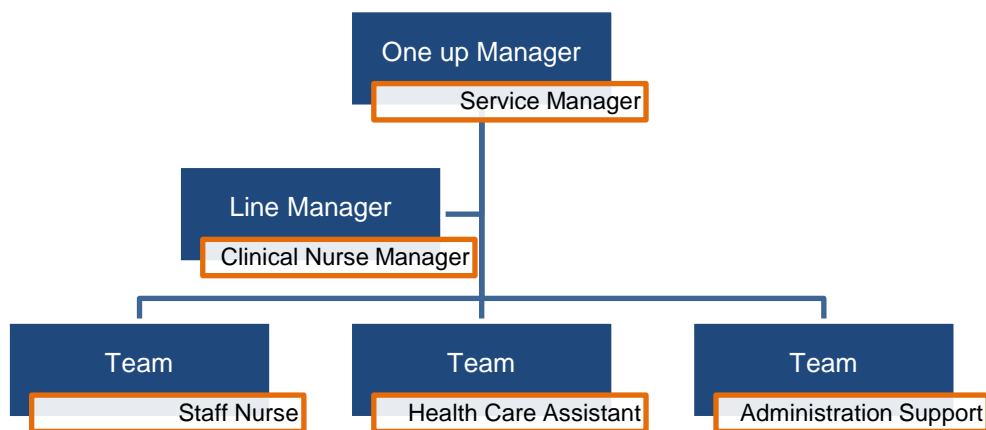 One up Manager
Service Manager
Line Manager
Clinical Nurse Manager
Team
Staff Nurse
Team
Health Care Assistant
Team
Administration Support